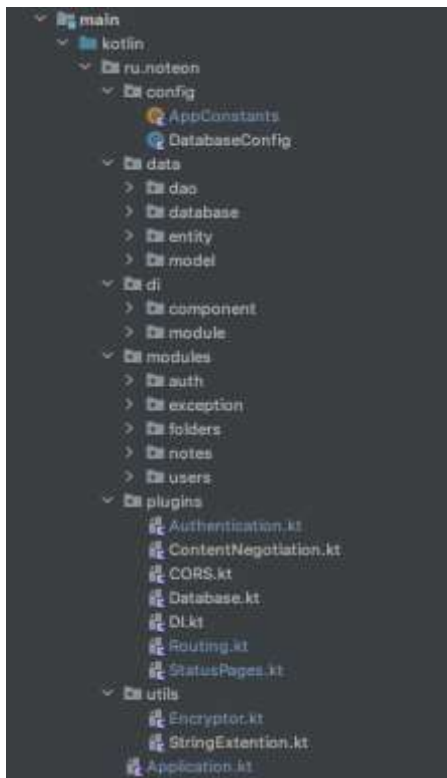 main
kotlin
ru.noteon
config
AppConstants
DatabaseConfig
data
dao
database
entity
model
di
component
module
modules
auth
exception
folders
notes
users
plugins
Authentication.kt
ContentNegotiation.kt
CORS.kt
Database.kt
DI.kt
Routing.kt
StatusPages.kt
utils
Encryptor.kt
StringExtention.kt
Application.kt